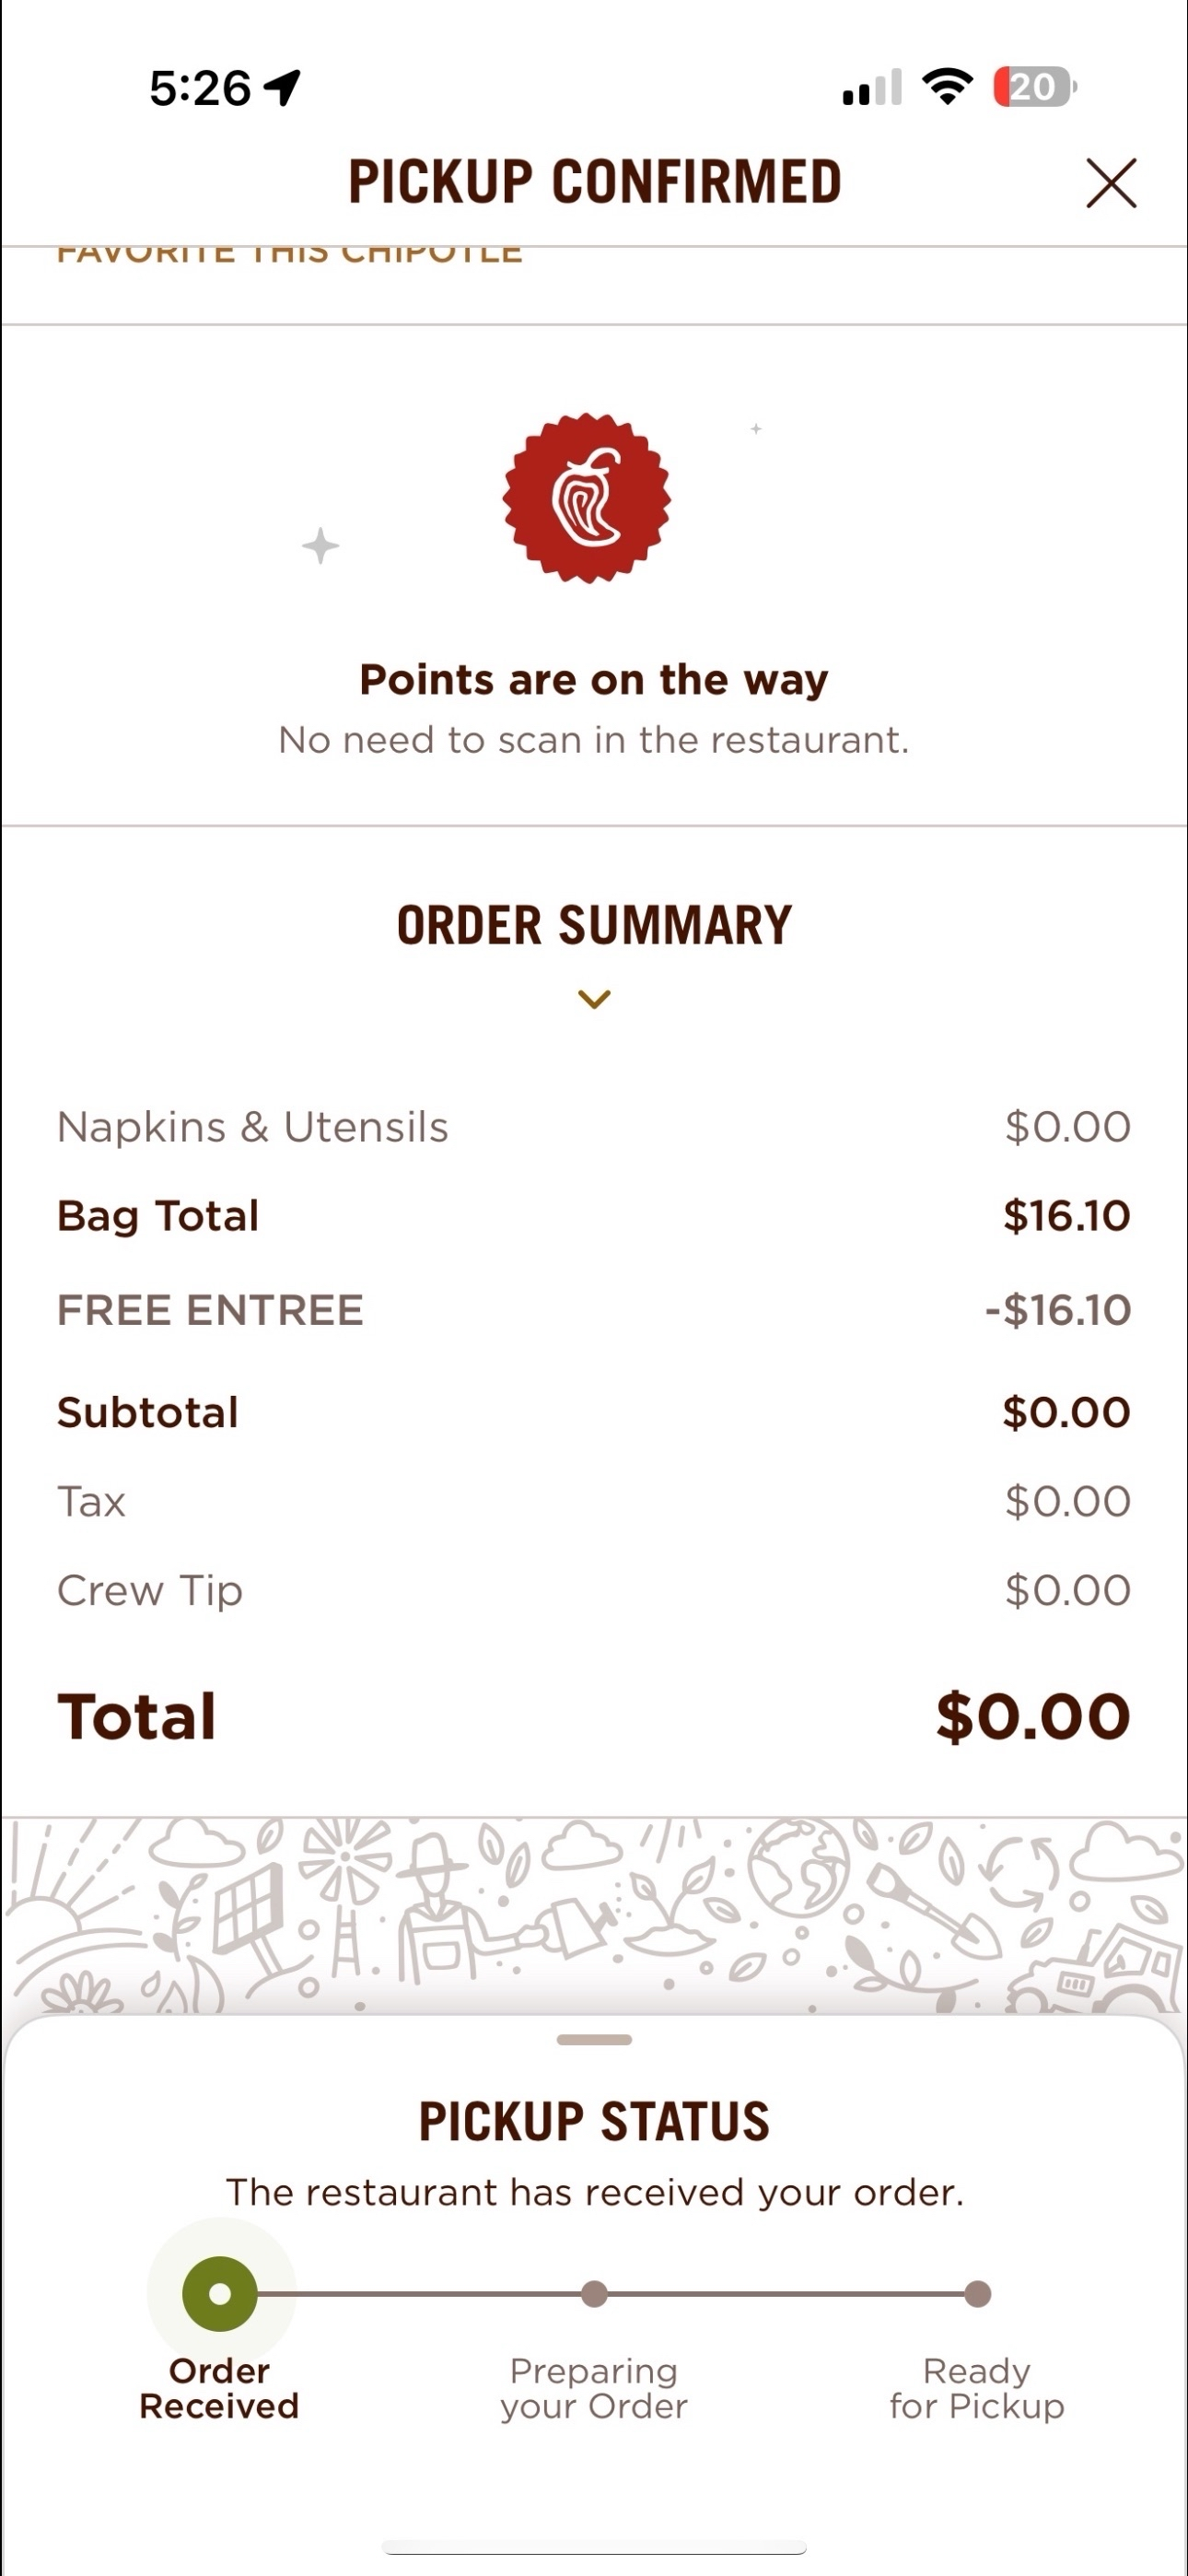 5:26
20
PICKUP CONFIRMED
FAVORITE THIS CHIPOTLE
Points are on the way
No need to scan in the restaurant.
ORDER SUMMARY
Napkins & Utensils $0.00
Bag Total $16.10
FREE ENTREE -$16.10
Subtotal $0.00
Tax $0.00
Crew Tip $0.00
Total $0.00
PICKUP STATUS
The restaurant has received your order.
Order
Received
Preparing
your Order
Ready
for Pickup